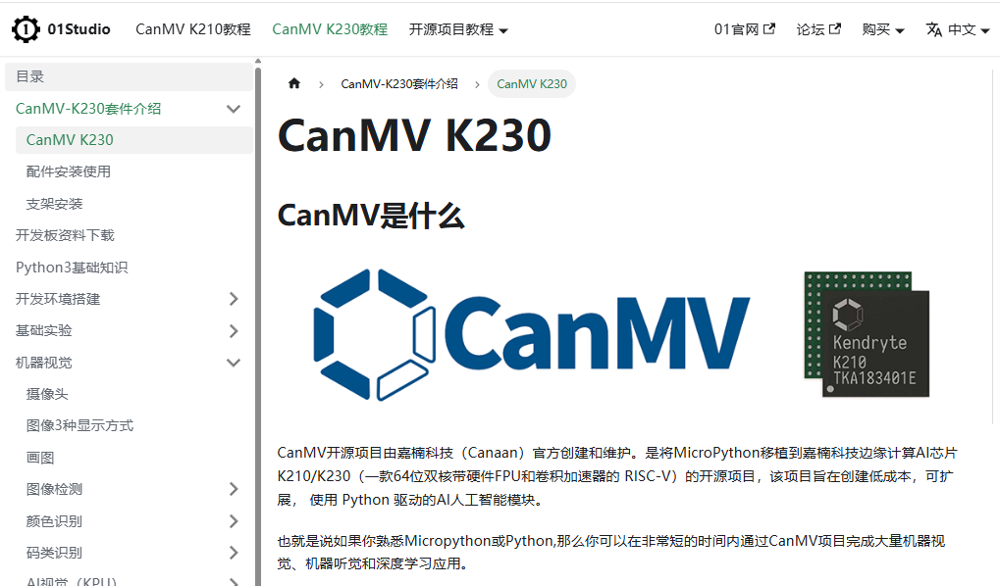 01Studio CanMV K210教程 CanMV K230教程 开源项目教程 01官网 论坛 购买 中文
目录
CanMV-K230套件介绍
CanMV K230
配件安装使用
支架安装
开发板资料下载
Python3基础知识
开发环境搭建
基础实验
机器视觉
摄像头
图像3种显示方式
画图
图像检测
颜色识别
码类识别
AI视觉（KPU）
CanMV-K230套件介绍 CanMV K230
CanMV K230
CanMV是什么
CanMV
Kendryte
K210
TKA183401E
CanMV开源项目由嘉楠科技（Canaan）官方创建和维护。是将MicroPython移植到嘉楠科技边缘计算AI芯片
K210/K230（一款64位双核带硬件FPU和卷积加速器的 RISC-V）的开源项目，该项目旨在创建低成本，可扩
展， 使用 Python 驱动的AI人工智能模块。
也就是说如果你熟悉Micropython或Python,那么你可以在非常短的时间内通过CanMV项目完成大量机器视
觉、机器听觉和深度学习应用。